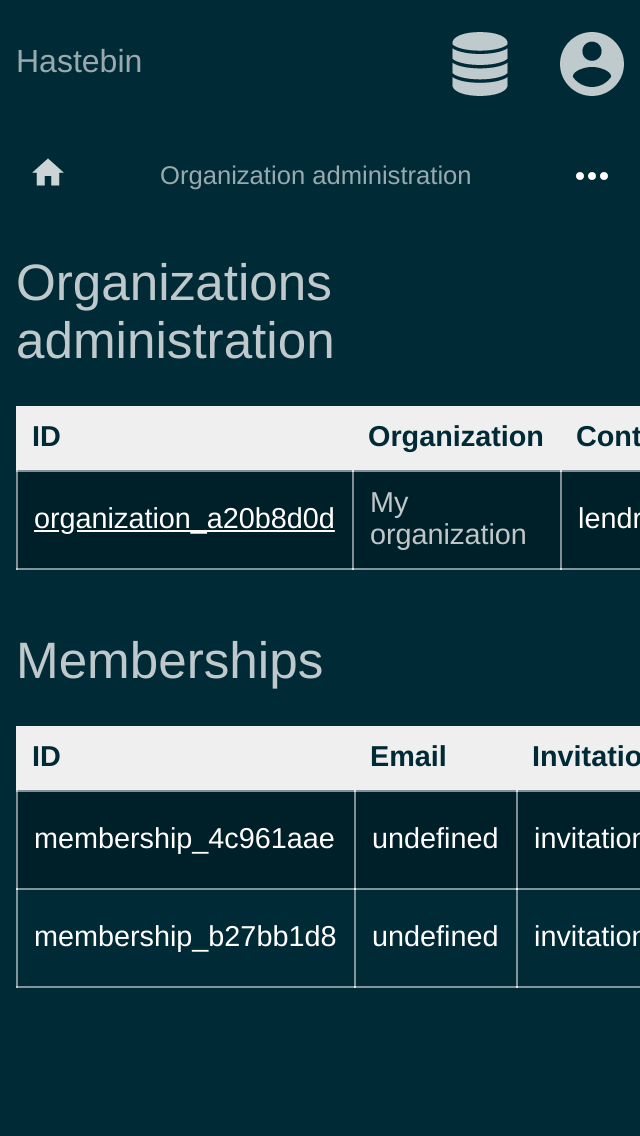 Hastebin
Organization administration
Organizations
administration
ID Organization Cont
organization_a20b8d0d My organization lendr
Memberships
ID Email Invitatio
membership_4c961aae undefined invitation
membership_b27bb1d8 undefined invitation